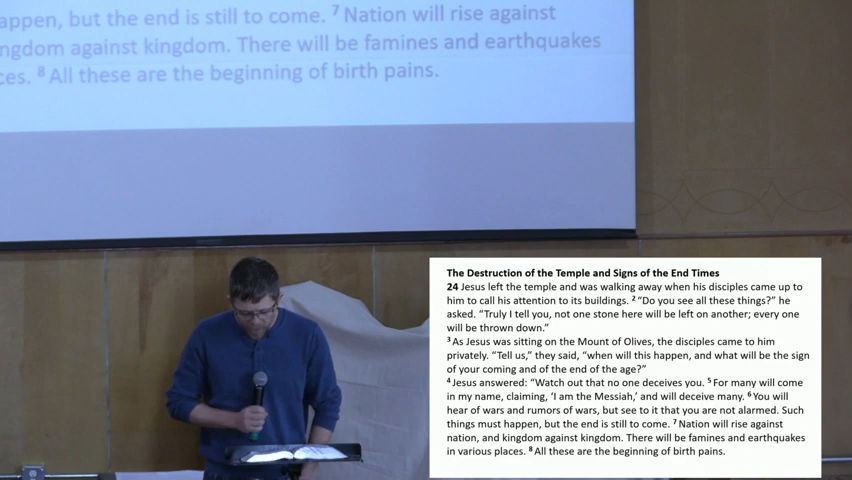 appen, but the end is still to come. ⁷ Nation will rise against
ngdom against kingdom. There will be famines and earthquakes
ces. ⁸ All these are the beginning of birth pains.
The Destruction of the Temple and Signs of the End Times
24 Jesus left the temple and was walking away when his disciples came up to
him to call his attention to its buildings. ² “Do you see all these things?” he
asked. “Truly I tell you, not one stone here will be left on another; every one
will be thrown down.”
³ As Jesus was sitting on the Mount of Olives, the disciples came to him
privately. “Tell us,” they said, “when will this happen, and what will be the sign
of your coming and of the end of the age?”
⁴ Jesus answered: “Watch out that no one deceives you. ⁵ For many will come
in my name, claiming, ‘I am the Messiah,’ and will deceive many. ⁶ You will
hear of wars and rumors of wars, but see to it that you are not alarmed. Such
things must happen, but the end is still to come. ⁷ Nation will rise against
nation, and kingdom against kingdom. There will be famines and earthquakes
in various places. ⁸ All these are the beginning of birth pains.